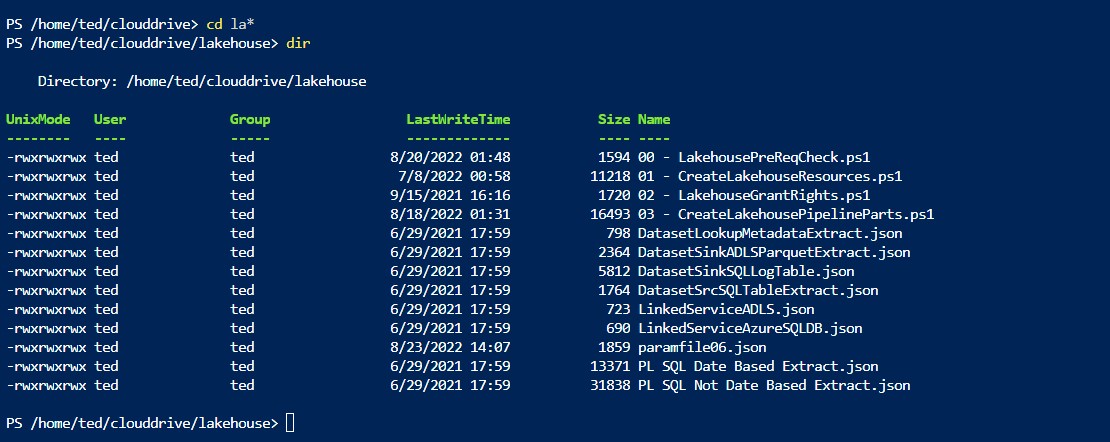 PS /home/ted/clouddrive> cd la*
PS /home/ted/clouddrive/lakehouse> dir
Directory: /home/ted/clouddrive/lakehouse
UnixMode User Group LastWriteTime Size Name
-------- ---- ----- ------------- ---- ----
-rwxrwxrwx ted ted 8/20/2022 01:48 1594 00 - LakehousePreReqCheck.ps1
-rwxrwxrwx ted ted 7/8/2022 00:58 11218 01 - CreateLakehouseResources.ps1
-rwxrwxrwx ted ted 9/15/2021 16:16 1720 02 - LakehouseGrantRights.ps1
-rwxrwxrwx ted ted 8/18/2022 01:31 16493 03 - CreateLakehousePipelineParts.ps1
-rwxrwxrwx ted ted 6/29/2021 17:59 798 DatasetLookupMetadataExtract.json
-rwxrwxrwx ted ted 6/29/2021 17:59 2364 DatasetSinkADLSParquetExtract.json
-rwxrwxrwx ted ted 6/29/2021 17:59 5812 DatasetSinkSQLLogTable.json
-rwxrwxrwx ted ted 6/29/2021 17:59 1764 DatasetSrcSQLTableExtract.json
-rwxrwxrwx ted ted 6/29/2021 17:59 723 LinkedServiceADLS.json
-rwxrwxrwx ted ted 6/29/2021 17:59 690 LinkedServiceAzureSQLDB.json
-rwxrwxrwx ted ted 8/23/2022 14:07 1859 paramfile06.json
-rwxrwxrwx ted ted 6/29/2021 17:59 13371 PL SQL Date Based Extract.json
-rwxrwxrwx ted ted 6/29/2021 17:59 31838 PL SQL Not Date Based Extract.json
PS /home/ted/clouddrive/lakehouse>